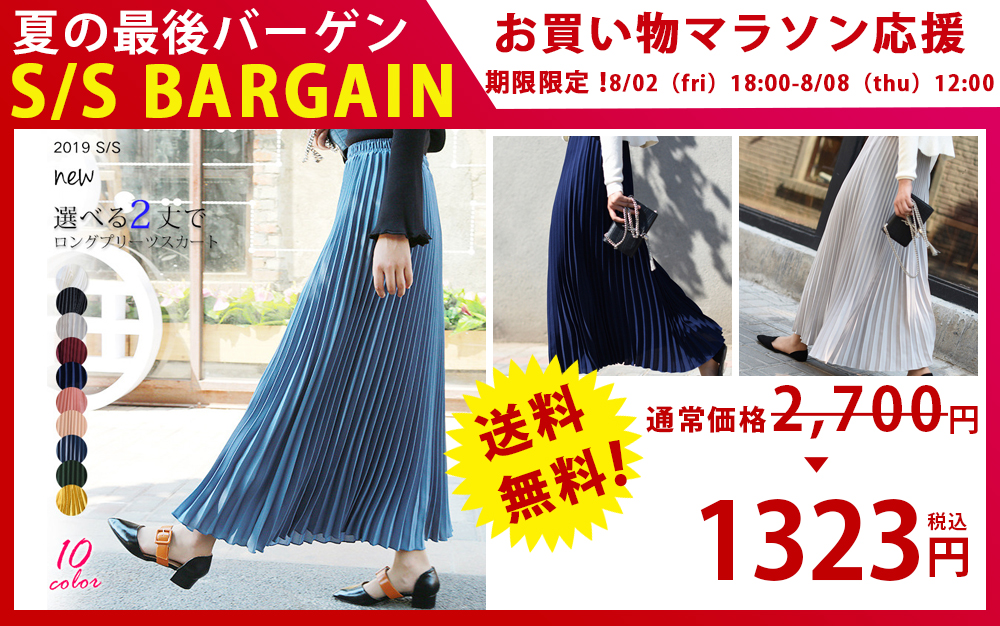 夏の最後バーゲン
S/S BARGAIN
お買い物マラソン応援
期限限定!8/02（fri）18:00-8/08（thu）12:00
2019 S/S
new
選べる2丈で
ロングプリーツスカート
10
color
送料
無料!
通常価格2,700円
1323円
税込